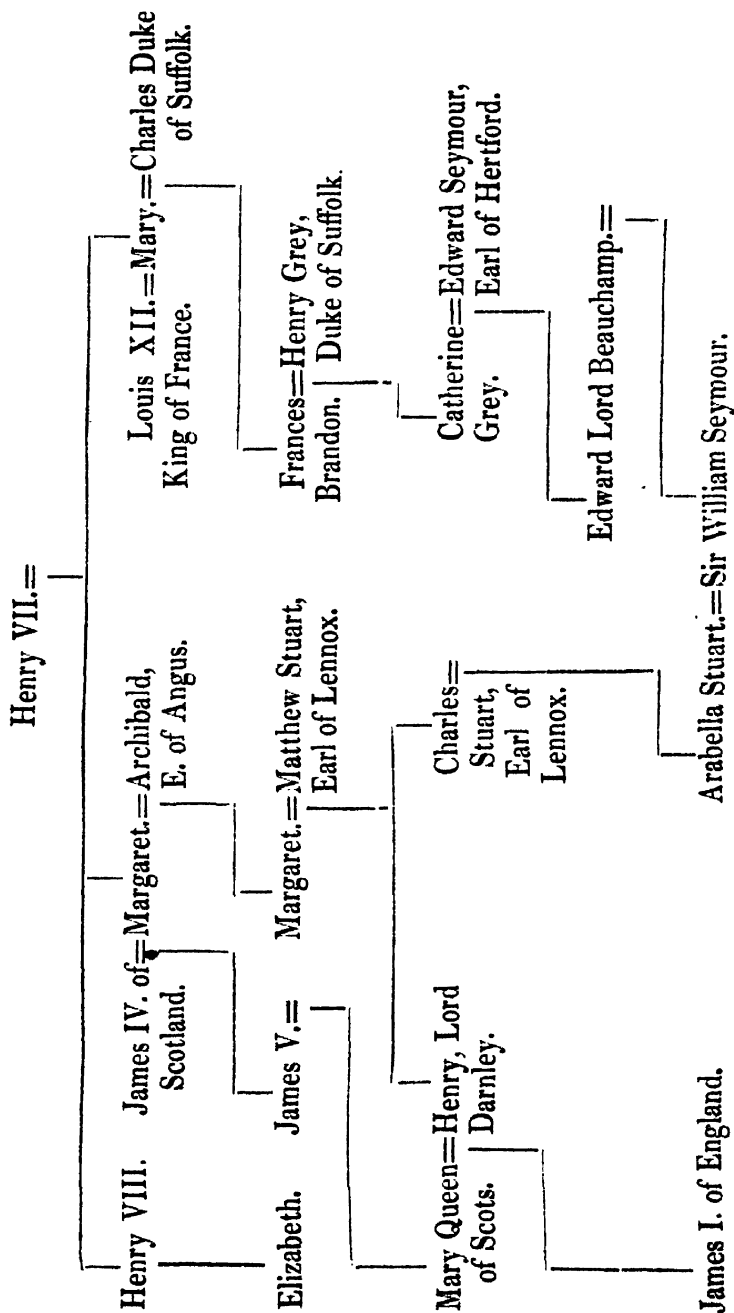 Henry VII.=
Henry VIII. James IV. of=Margaret.=Archibald, Louis XII.=Mary.=Charles Duke
Scotland. E. of Angus. King of France. of Suffolk.
Elizabeth. James V.= Margaret.=Matthew Stuart, Frances=Henry Grey,
Earl of Lennox. Brandon. Duke of Suffolk.
Mary Queen=Henry, Lord Charles= Catherine=Edward Seymour,
of Scots. Darnley. Stuart, Grey. Earl of Hertford.
Earl of
Lennox.
Edward Lord Beauchamp.=
James I. of England. Arabella Stuart.=Sir William Seymour.